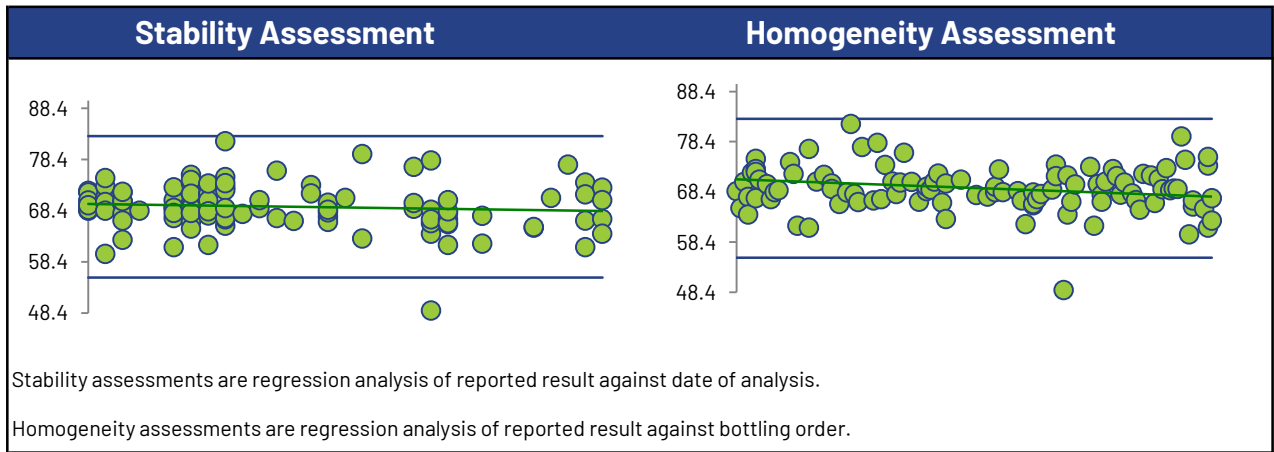 Stability Assessment
Homogeneity Assessment
88.4
78.4
68.4
58.4
48.4
88.4
78.4
68.4
58.4
48.4
Stability assessments are regression analysis of reported result against date of analysis.
Homogeneity assessments are regression analysis of reported result against bottling order.